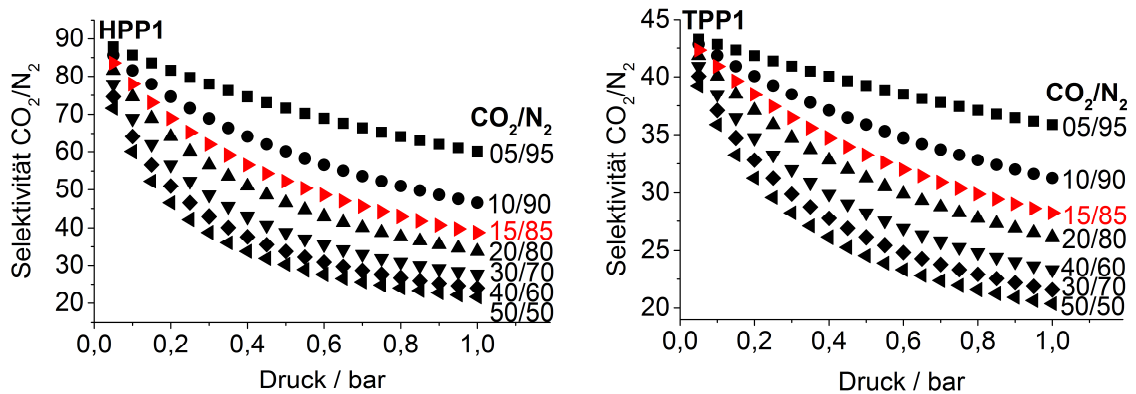 HPP1
Selektivität CO₂/N₂
90
80
70
60
50
40
30
20
CO₂/N₂
05/95
10/90
15/85
20/80
30/70
40/60
50/50
0,0 0,2 0,4 0,6 0,8 1,0
Druck / bar
TPP1
Selektivität CO₂/N₂
45
40
35
30
25
20
CO₂/N₂
05/95
10/90
15/85
20/80
40/60
30/70
50/50
0,0 0,2 0,4 0,6 0,8 1,0
Druck / bar